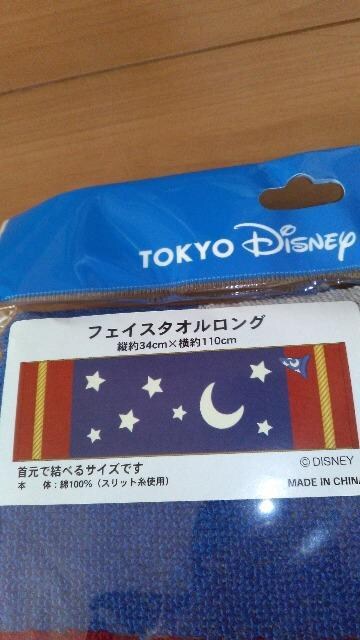 TOKYO Disney
フェイスタオルロング
縦約34cm×横約110cm
© DISNEY
首元で結べるサイズです
本 体：綿100%（スリット糸使用）
MADE IN CHINA